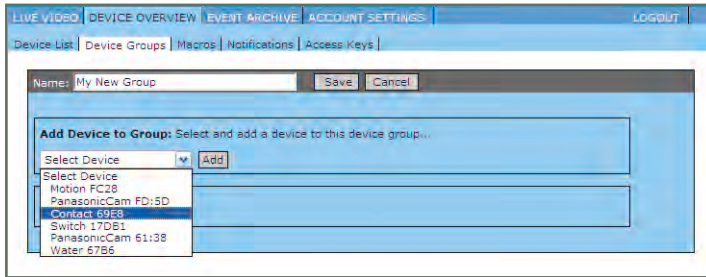 LIVE VIDEO | DEVICE OVERVIEW | EVENT ARCHIVE | ACCOUNT SETTINGS | LOGOUT |
Device List | Device Groups | Macros | Notifications | Access Keys |
Name: My New Group Save Cancel
Add Device to Group: Select and add a device to this device group...
Select Device Add
Select Device
Motion FC28
PanasonicCam FD:5D
Contact 69E8
Switch 17DB1
PanasonicCam 61:38
Water 67B6